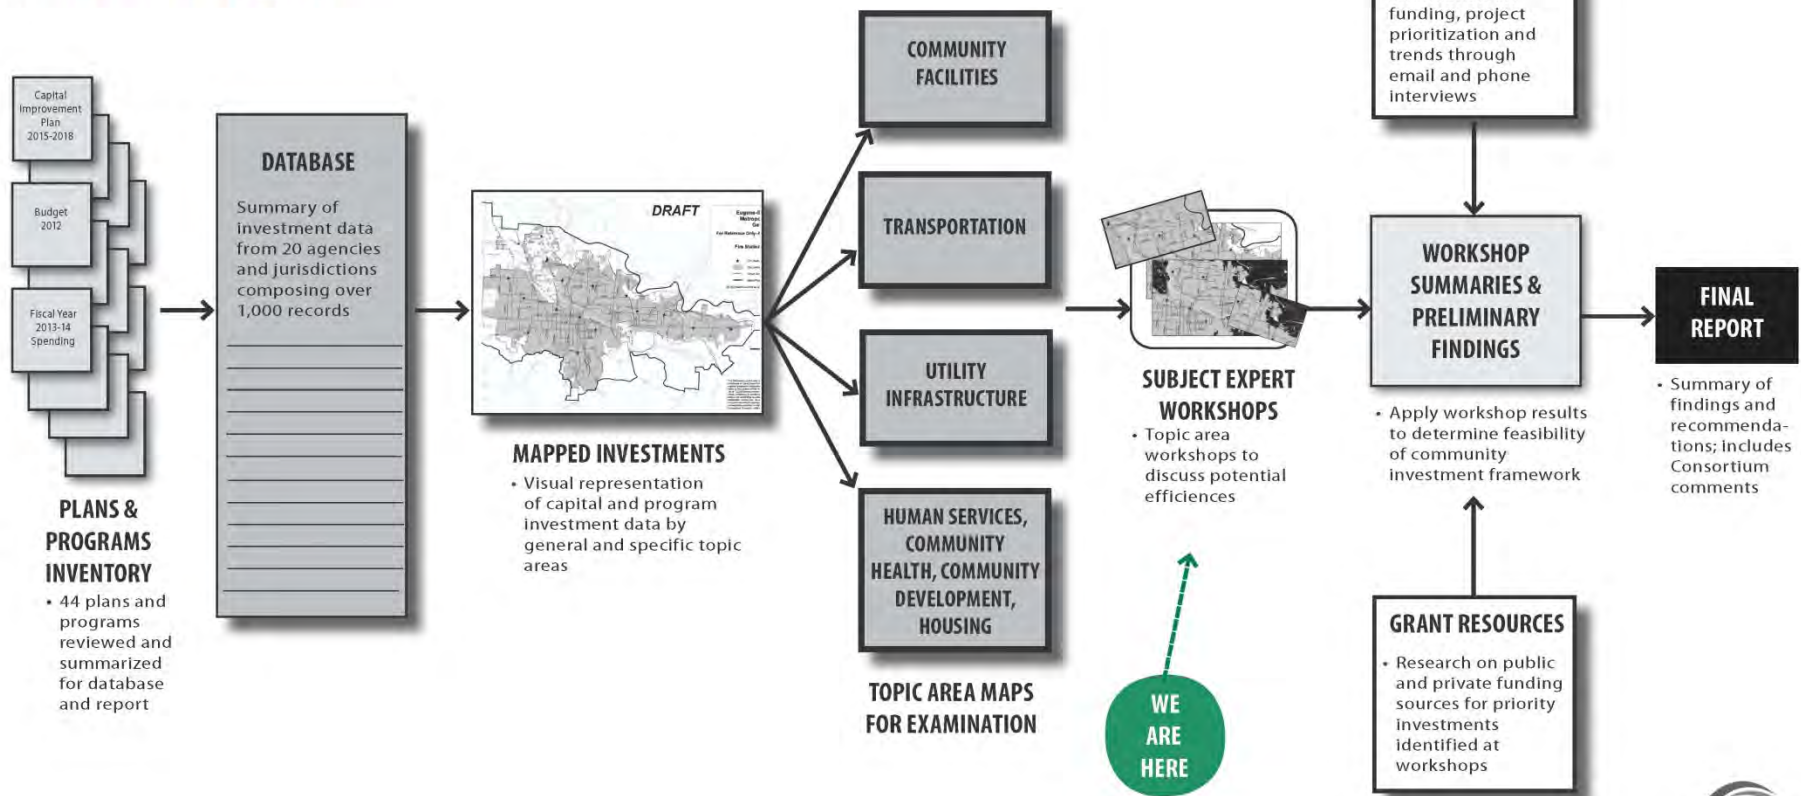 Capital
Improvement
Plan
2015-2018
Budget
2012
Fiscal Year
2013-14
Spending
PLANS &
PROGRAMS
INVENTORY
• 44 plans and
programs
reviewed and
summarized
for database
and report
DATABASE
Summary of
investment data
from 20 agencies
and jurisdictions
composing over
1,000 records
DRAFT
MAPPED INVESTMENTS
• Visual representation
of capital and program
investment data by
general and specific topic
areas
COMMUNITY
FACILITIES
TRANSPORTATION
UTILITY
INFRASTRUCTURE
HUMAN SERVICES,
COMMUNITY
HEALTH, COMMUNITY
DEVELOPMENT,
HOUSING
TOPIC AREA MAPS
FOR EXAMINATION
SUBJECT EXPERT
WORKSHOPS
• Topic area
workshops to
discuss potential
efficiences
WE
ARE
HERE
funding, project
prioritization and
trends through
email and phone
interviews
WORKSHOP
SUMMARIES &
PRELIMINARY
FINDINGS
• Apply workshop results
to determine feasibility
of community
investment framework
GRANT RESOURCES
• Research on public
and private funding
sources for priority
investments
identified at
workshops
FINAL
REPORT
• Summary of
findings and
recommenda-
tions; includes
Consortium
comments